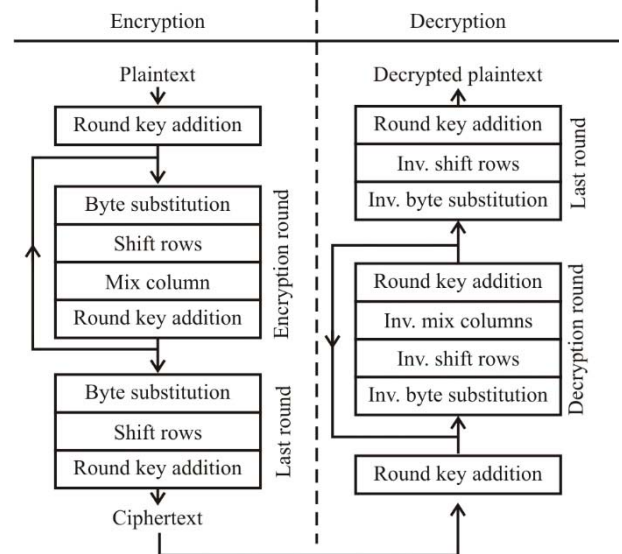 Encryption
Decryption
Plaintext
Round key addition
Byte substitution
Shift rows
Mix column
Round key addition
Encryption round
Byte substitution
Shift rows
Round key addition
Last round
Ciphertext
Decrypted plaintext
Round key addition
Inv. shift rows
Inv. byte substitution
Last round
Round key addition
Inv. mix columns
Inv. shift rows
Inv. byte substitution
Decryption round
Round key addition